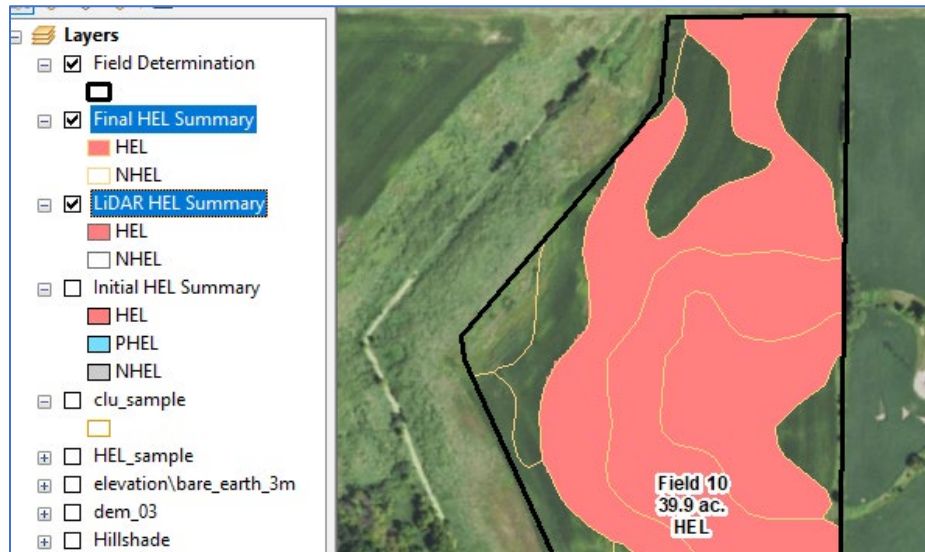 Layers
Field Determination
Final HEL Summary
HEL
NHEL
LiDAR HEL Summary
HEL
NHEL
Initial HEL Summary
HEL
PHEL
NHEL
clu_sample
HEL_sample
elevation\bare_earth_3m
dem_03
Hillshade
Field 10
39.9 ac.
HEL